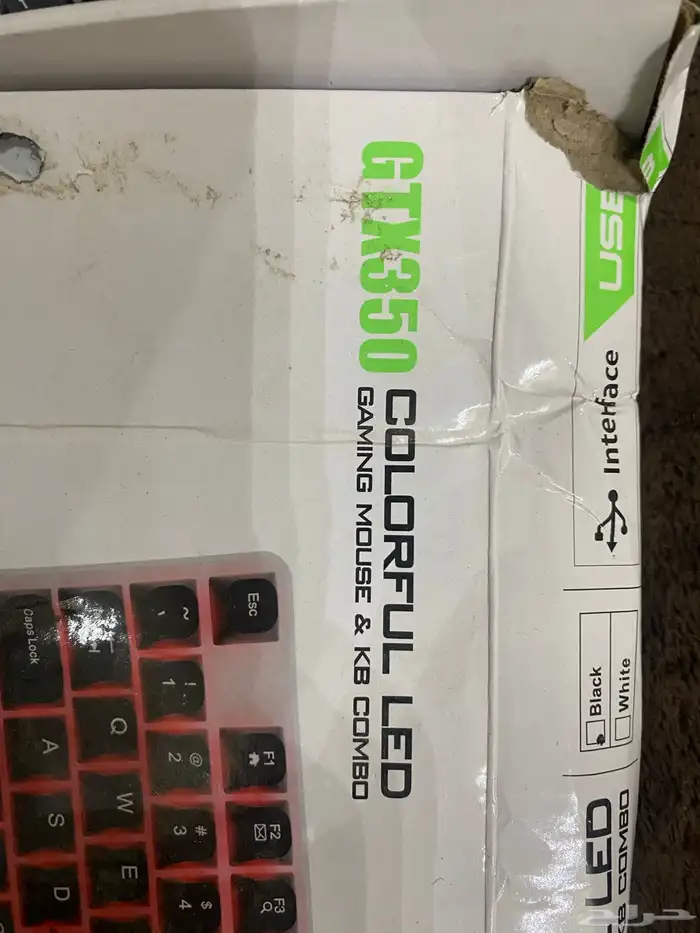 GTX350 COLORFUL LED
GAMING MOUSE & KB COMBO
USB
Interface
Black
White
LED
KB COMBO
Esc
F1
F2
F3
~
`
!
1
@
2
#
3
$
4
Q
W
E
Caps Lock
A
S
D
حراج